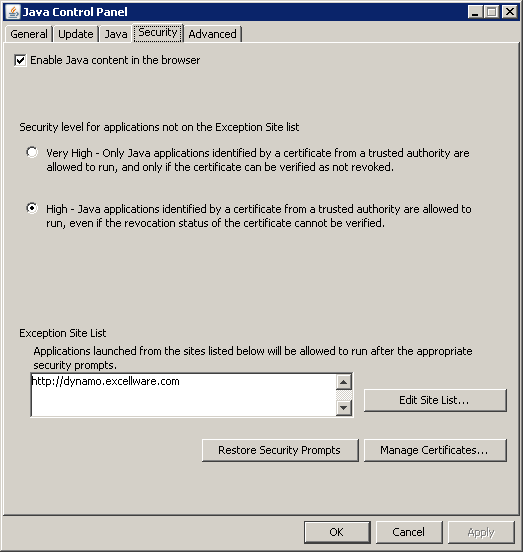 Java Control Panel
General Update Java Security Advanced
Enable Java content in the browser
Security level for applications not on the Exception Site list
Very High - Only Java applications identified by a certificate from a trusted authority are
allowed to run, and only if the certificate can be verified as not revoked.
High - Java applications identified by a certificate from a trusted authority are allowed to
run, even if the revocation status of the certificate cannot be verified.
Exception Site List
Applications launched from the sites listed below will be allowed to run after the appropriate
security prompts.
http://dynamo.excellware.com
Edit Site List...
Restore Security Prompts Manage Certificates...
OK Cancel Apply